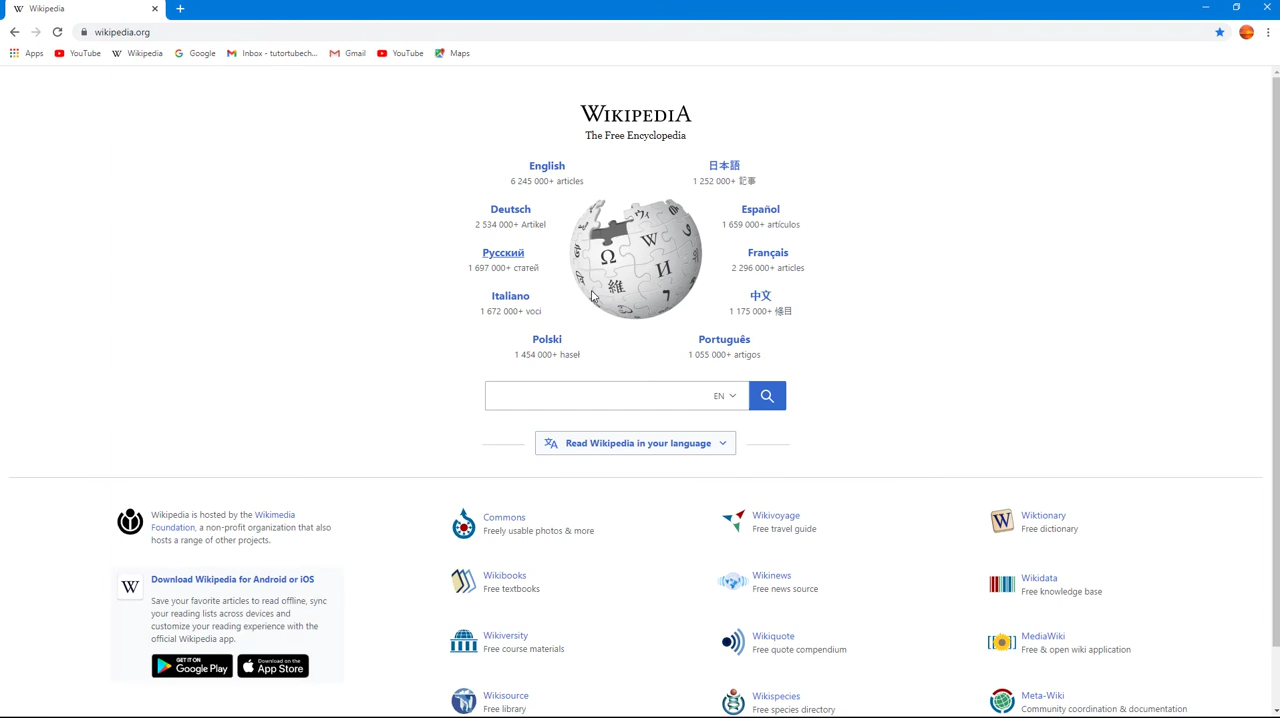 Wikipedia
wikipedia.org
Apps YouTube Wikipedia Google Inbox - tutortubech... Gmail YouTube Maps
WIKIPEDIA
The Free Encyclopedia
English
6 245 000+ articles
日本語
1 252 000+ 記事
Deutsch
2 534 000+ Artikel
Español
1 659 000+ artículos
Русский
1 697 000+ статей
Français
2 296 000+ articles
Italiano
1 672 000+ voci
中文
1 175 000+ 條目
Polski
1 454 000+ haseł
Português
1 055 000+ artigos
Ω W И 維 7
EN
Read Wikipedia in your language
Wikipedia is hosted by the Wikimedia
Foundation, a non-profit organization that also
hosts a range of other projects.
W
Download Wikipedia for Android or iOS
Save your favorite articles to read offline, sync
your reading lists across devices and
customize your reading experience with the
official Wikipedia app.
GET IT ON
Google Play
Download on the
App Store
Commons
Freely usable photos & more
Wikivoyage
Free travel guide
Wiktionary
Free dictionary
Wikibooks
Free textbooks
Wikinews
Free news source
Wikidata
Free knowledge base
Wikiversity
Free course materials
Wikiquote
Free quote compendium
MediaWiki
Free & open wiki application
Wikisource
Free library
Wikispecies
Free species directory
Meta-Wiki
Community coordination & documentation